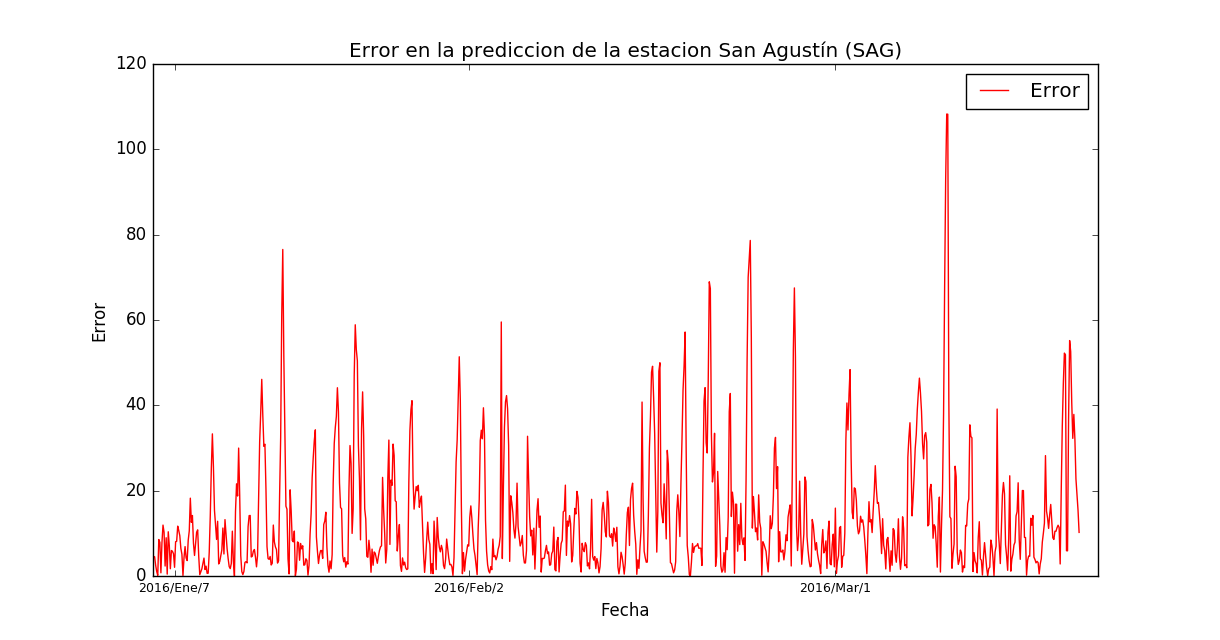 Error en la prediccion de la estacion San Agustín (SAG)
120
100
80
60
40
20
0
Error
Error
2016/Ene/7 2016/Feb/2 2016/Mar/1
Fecha